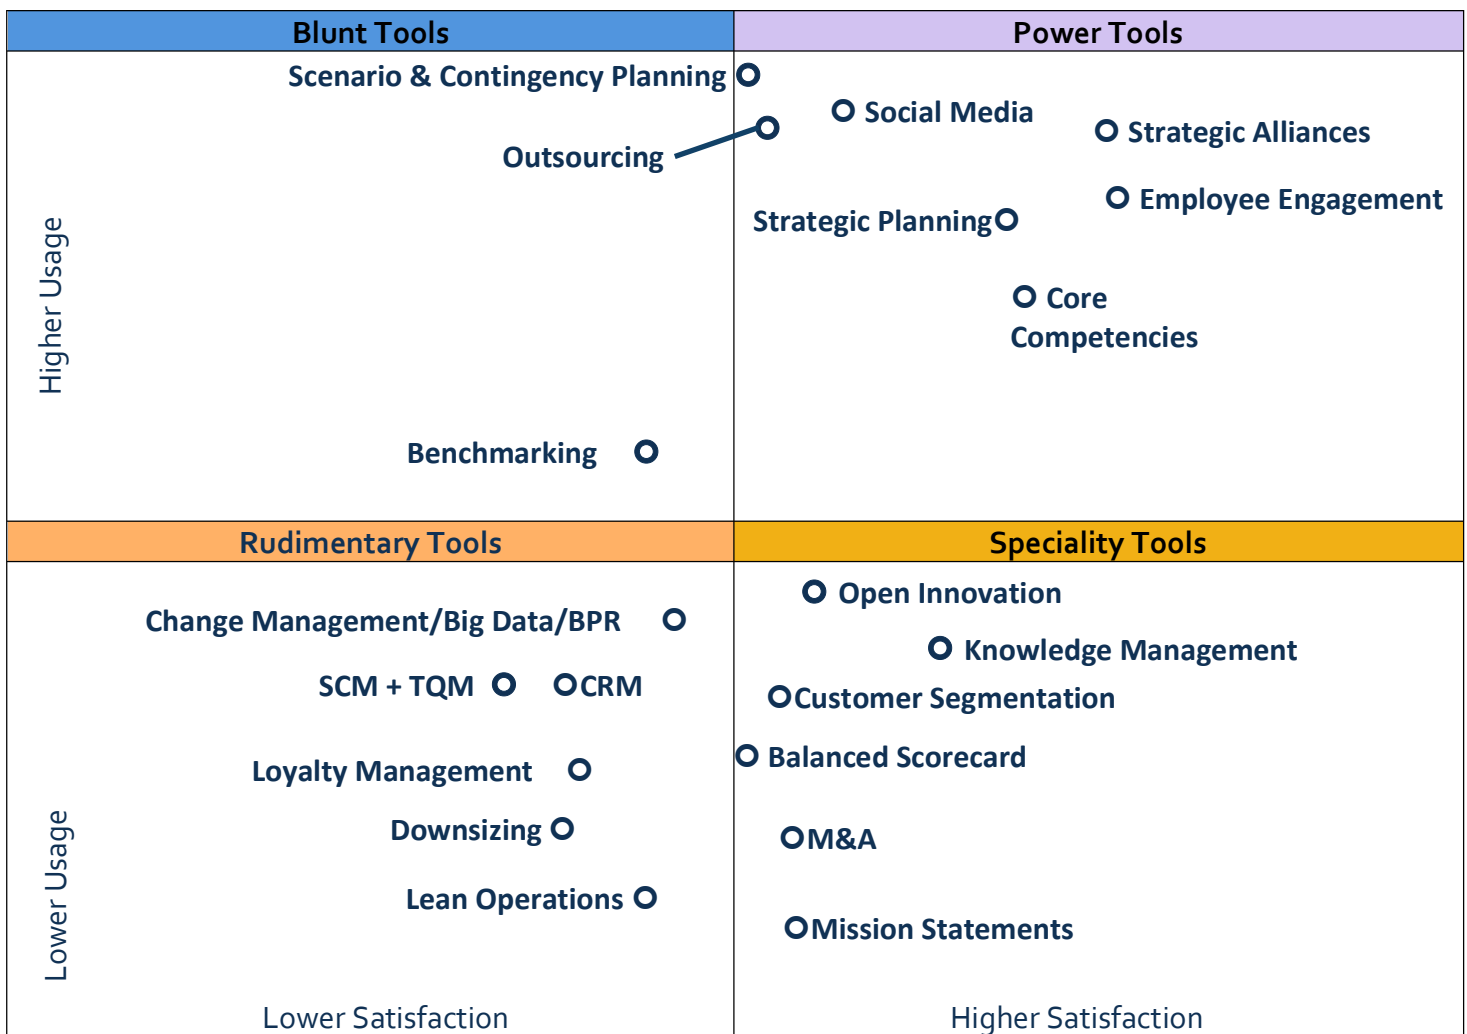 Blunt Tools
Power Tools
Scenario & Contingency Planning
Social Media
Strategic Alliances
Outsourcing
Employee Engagement
Strategic Planning
Core
Competencies
Higher Usage
Benchmarking
Rudimentary Tools
Speciality Tools
Open Innovation
Change Management/Big Data/BPR
Knowledge Management
SCM + TQM
CRM
Customer Segmentation
Balanced Scorecard
Loyalty Management
Downsizing
M&A
Lean Operations
Mission Statements
Lower Usage
Lower Satisfaction
Higher Satisfaction